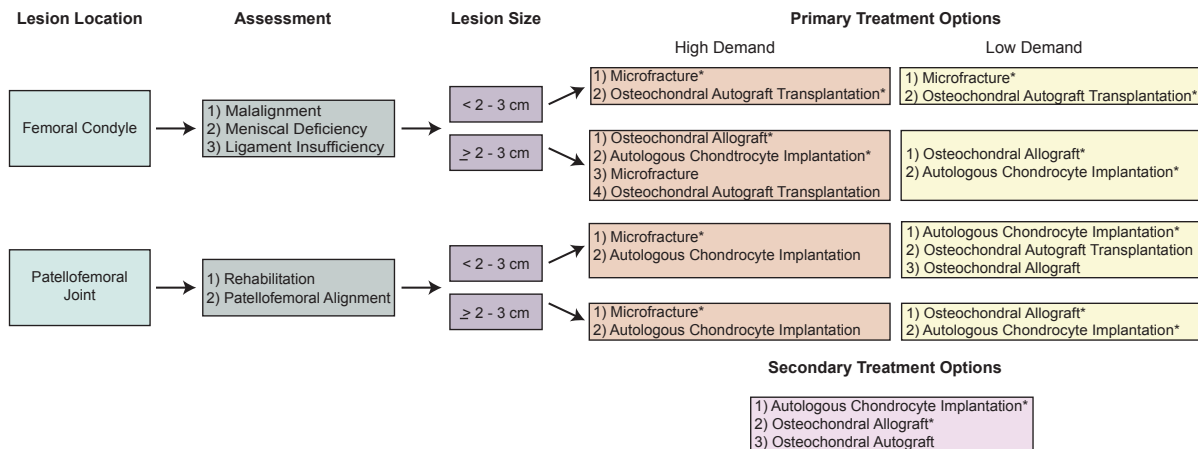 Lesion Location
Assessment
Lesion Size
Primary Treatment Options
High Demand
Low Demand
Femoral Condyle
1) Malalignment
2) Meniscal Deficiency
3) Ligament Insufficiency
< 2 - 3 cm
1) Microfracture*
2) Osteochondral Autograft Transplantation*
1) Microfracture*
2) Osteochondral Autograft Transplantation*
≥ 2 - 3 cm
1) Osteochondral Allograft*
2) Autologous Chondtrocyte Implantation*
3) Microfracture
4) Osteochondral Autograft Transplantation
1) Osteochondral Allograft*
2) Autologous Chondrocyte Implantation*
Patellofemoral
Joint
1) Rehabilitation
2) Patellofemoral Alignment
< 2 - 3 cm
1) Microfracture*
2) Autologous Chondrocyte Implantation
1) Autologous Chondrocyte Implantation*
2) Osteochondral Autograft Transplantation
3) Osteochondral Allograft
≥ 2 - 3 cm
1) Microfracture*
2) Autologous Chondrocyte Implantation
1) Osteochondral Allograft*
2) Autologous Chondrocyte Implantation*
Secondary Treatment Options
1) Autologous Chondrocyte Implantation*
2) Osteochondral Allograft*
3) Osteochondral Autograft